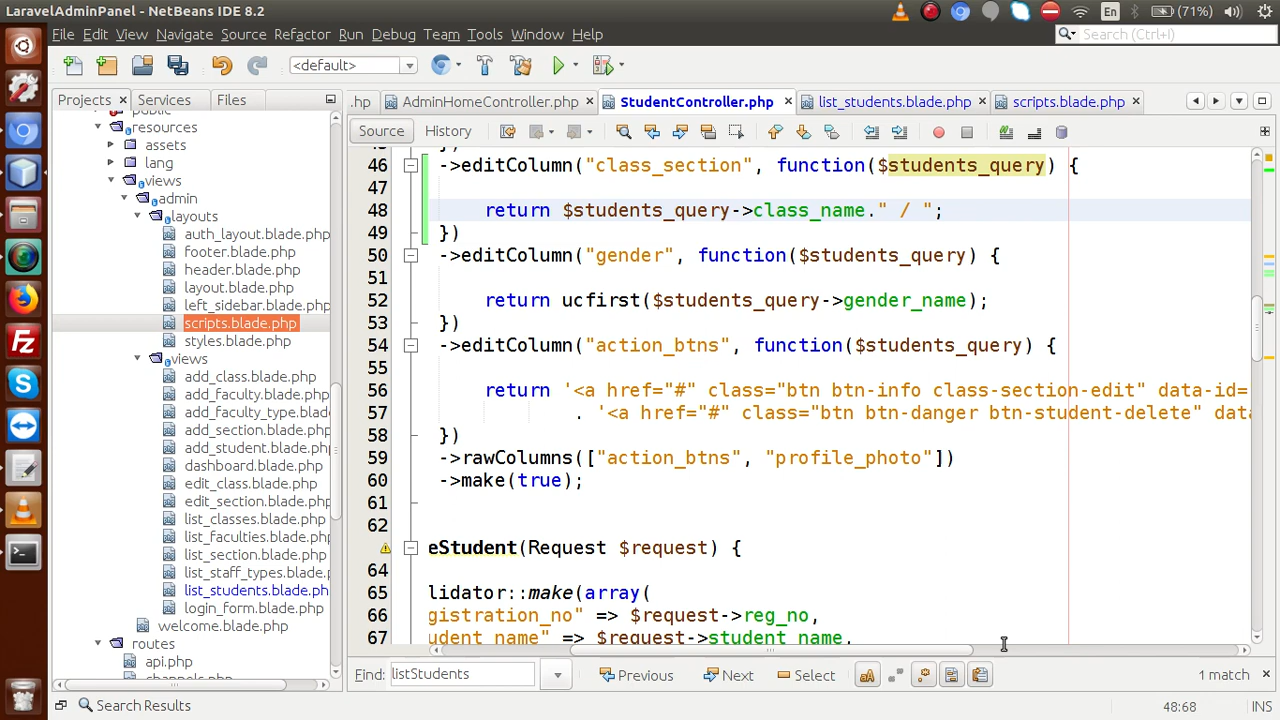 LaravelAdminPanel - NetBeans IDE 8.2
En
(71%)
File Edit View Navigate Source Refactor Run Debug Team Tools Window Help
Search (Ctrl+I)
<default>
Projects Services Files
.hp AdminHomeController.php StudentController.php list_students.blade.php scripts.blade.php
Source History
public
resources
assets
lang
views
admin
layouts
auth_layout.blade.php
footer.blade.php
header.blade.php
layout.blade.php
left_sidebar.blade.php
scripts.blade.php
styles.blade.php
views
add_class.blade.php
add_faculty.blade.php
add_faculty_type.blade
add_section.blade.php
add_student.blade.php
dashboard.blade.php
edit_class.blade.php
edit_section.blade.php
list_classes.blade.php
list_faculties.blade.php
list_section.blade.php
list_staff_types.blade.p
list_students.blade.ph
login_form.blade.php
welcome.blade.php
routes
api.php
channels.php
45 })
46 ->editColumn("class_section", function($students_query) {
47
48 return $students_query->class_name." / ";
49 })
50 ->editColumn("gender", function($students_query) {
51
52 return ucfirst($students_query->gender_name);
53 })
54 ->editColumn("action_btns", function($students_query) {
55
56 return '<a href="#" class="btn btn-info class-section-edit" data-id=
57 . '<a href="#" class="btn btn-danger btn-student-delete" data
58 })
59 ->rawColumns(["action_btns", "profile_photo"])
60 ->make(true);
61
62
eStudent(Request $request) {
64
65 lidator::make(array(
66 gistration_no" => $request->reg_no,
67 udent_name" => $request->student_name,
Find: listStudents Previous Next Select 1 match
Search Results 48:68 INS